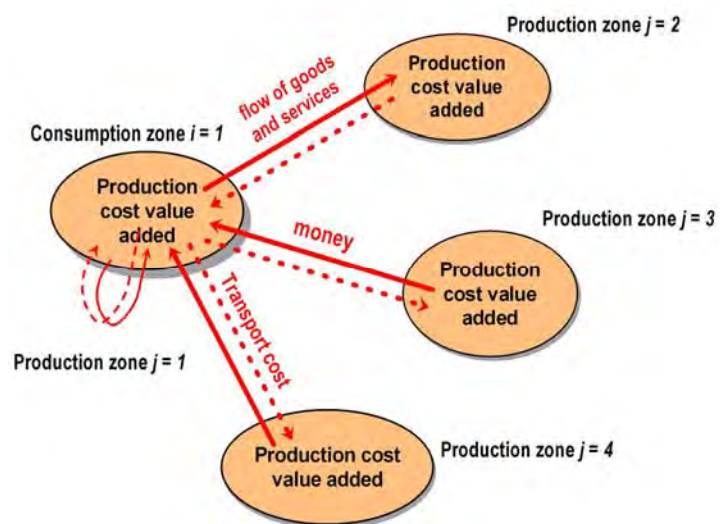 Production zone j = 2
Production
cost value
added
flow of goods
and services
Consumption zone i = 1
Production
cost value
added
Production zone j = 3
money
Production
cost value
added
Transport cost
Production zone j = 1
Production cost
value added
Production zone j = 4